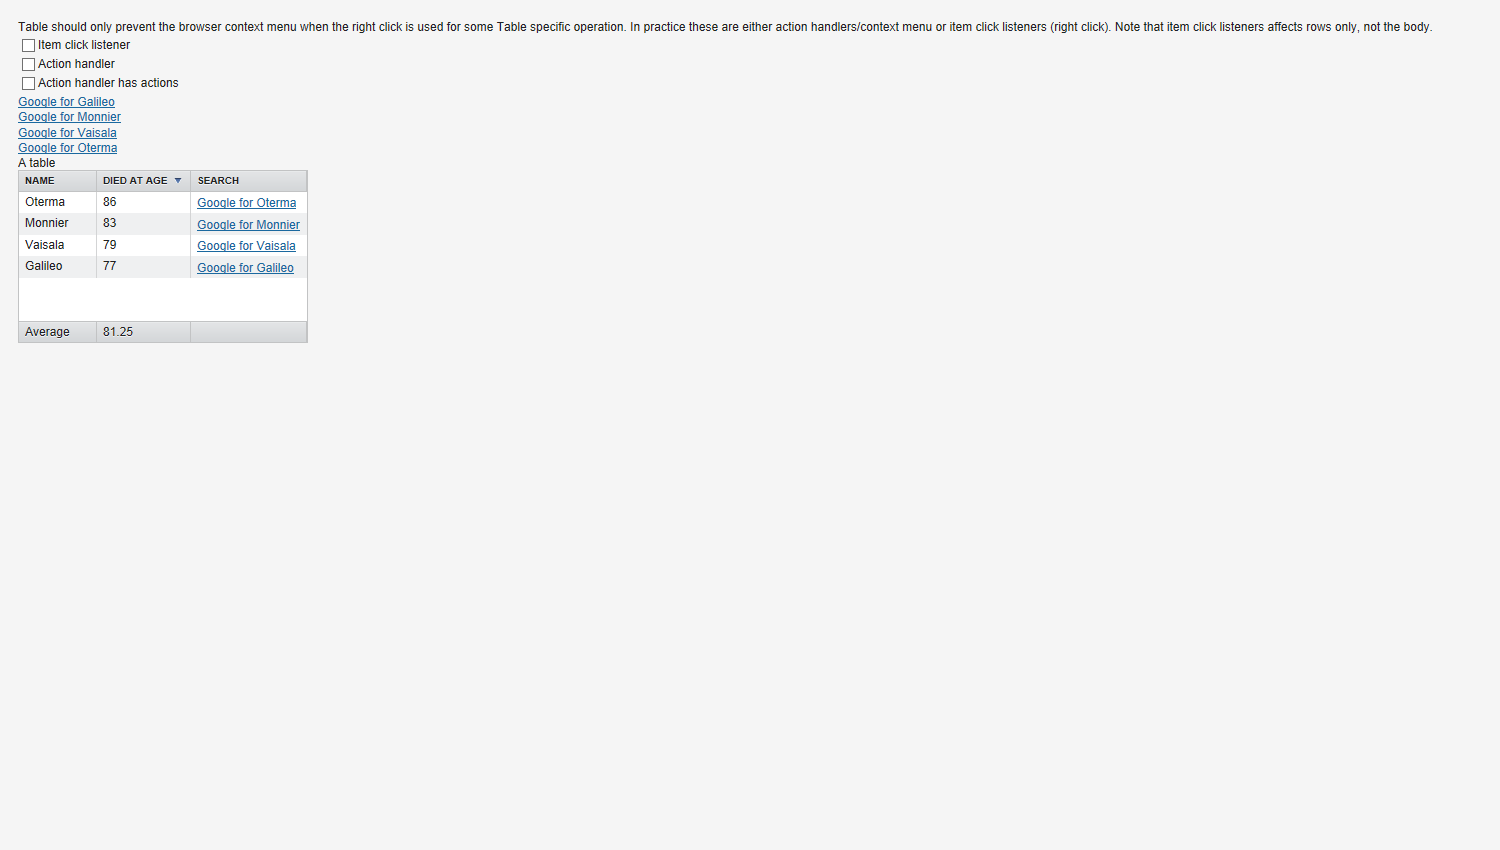 Table should only prevent the browser context menu when the right click is used for some Table specific operation. In practice these are either action handlers/context menu or item click listeners (right click). Note that item click listeners affects rows only, not the body.
Item click listener
Action handler
Action handler has actions
Google for Galileo
Google for Monnier
Google for Vaisala
Google for Oterma
A table
NAME DIED AT AGE SEARCH
Oterma 86 Google for Oterma
Monnier 83 Google for Monnier
Vaisala 79 Google for Vaisala
Galileo 77 Google for Galileo
Average 81.25